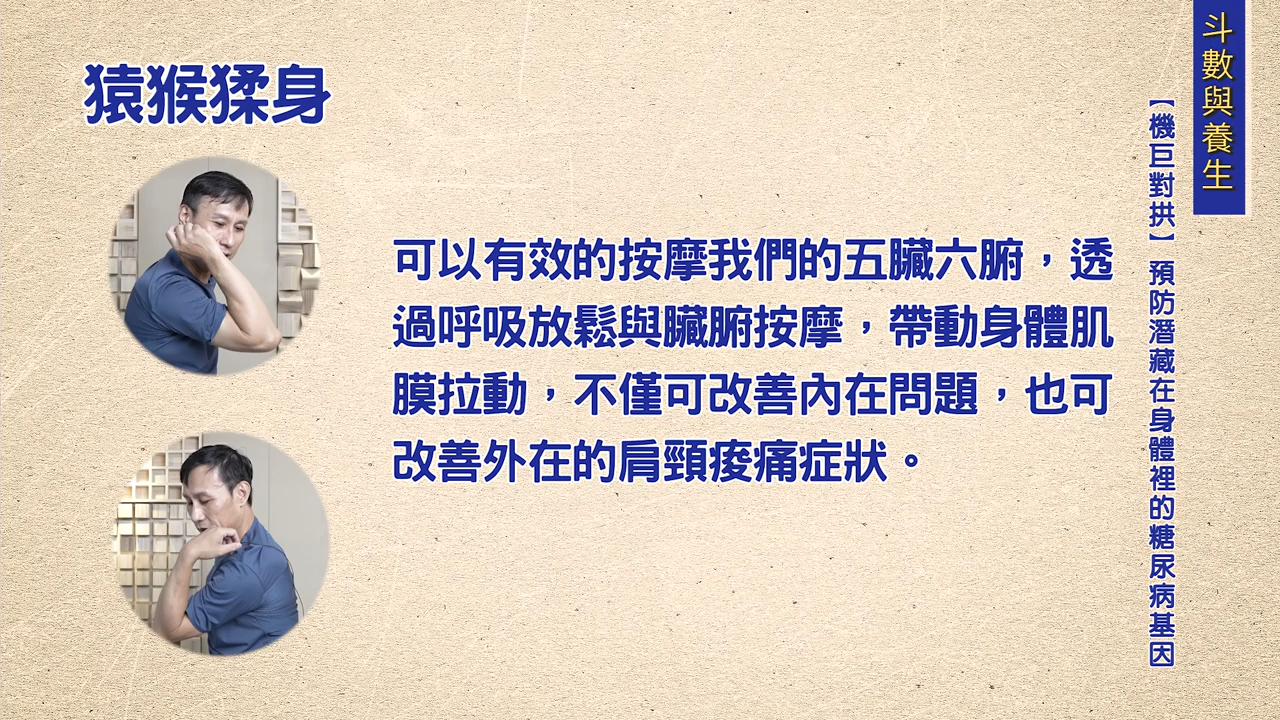 猿猴猱身
可以有效的按摩我們的五臟六腑，透
過呼吸放鬆與臟腑按摩，帶動身體肌
膜拉動，不僅可改善內在問題，也可
改善外在的肩頸痠痛症狀。
斗數與養生
【機巨對拱】預防潛藏在身體裡的糖尿病基因